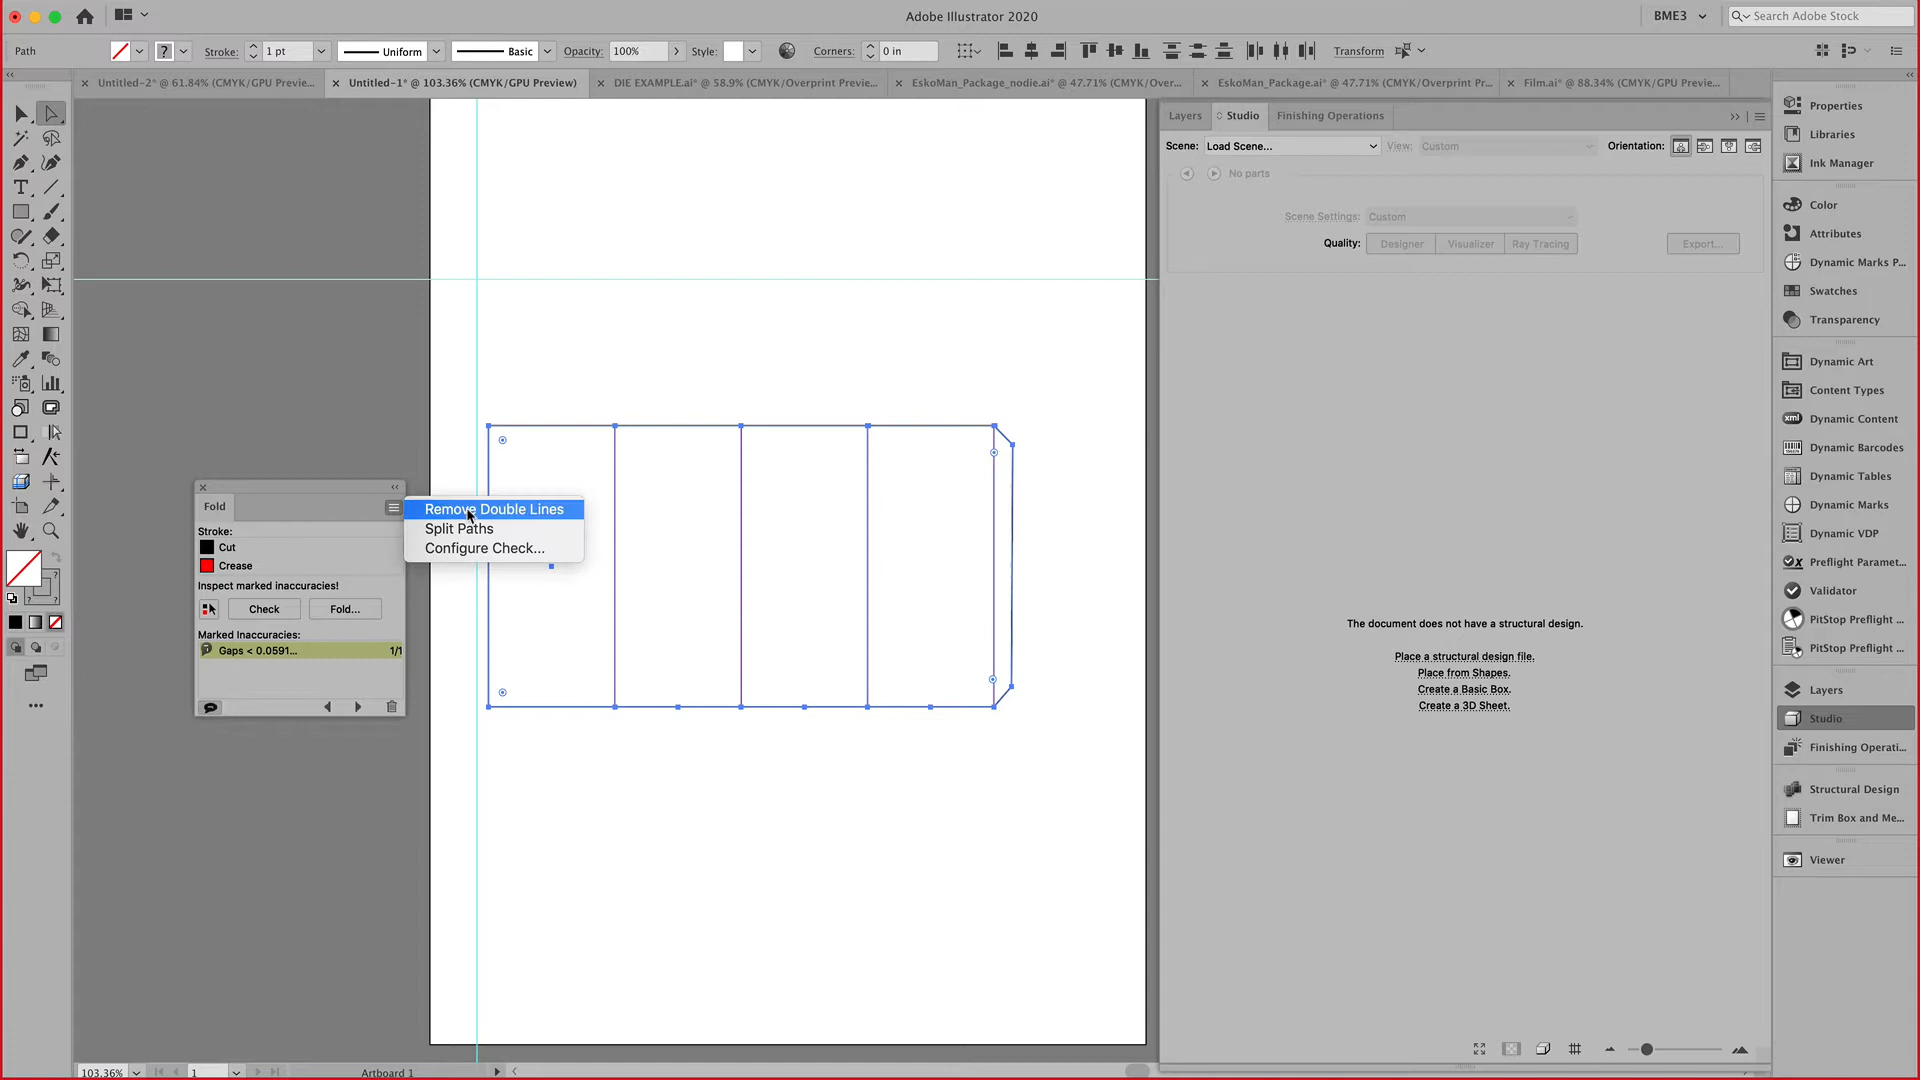 Adobe Illustrator 2020
BME3
Search Adobe Stock
Path
Stroke:
1 pt
Uniform
Basic
Opacity:
100%
Style:
Corners:
0 in
Transform
Untitled-2* @ 61.84% (CMYK/GPU Previe...
Untitled-1* @ 103.36% (CMYK/GPU Preview)
DIE EXAMPLE.ai* @ 58.9% (CMYK/Overprint Previe...
EskoMan_Package_nodie.ai* @ 47.71% (CMYK/Over...
EskoMan_Package.ai* @ 47.71% (CMYK/Overprint Pr...
Film.ai* @ 88.34% (CMYK/GPU Previe...
Layers
Studio
Finishing Operations
Scene:
Load Scene...
View:
Custom
Orientation:
No parts
Scene Settings:
Custom
Quality:
Designer
Visualizer
Ray Tracing
Export...
The document does not have a structural design.
Place a structural design file.
Place from Shapes.
Create a Basic Box.
Create a 3D Sheet.
Properties
Libraries
Ink Manager
Color
Attributes
Dynamic Marks P...
Swatches
Transparency
Dynamic Art
Content Types
xml
Dynamic Content
Dynamic Barcodes
Dynamic Tables
Dynamic Marks
Dynamic VDP
Preflight Paramet...
Validator
PitStop Preflight ...
PitStop Preflight ...
Layers
Studio
Finishing Operati...
Structural Design
Trim Box and Me...
Viewer
Fold
Stroke:
Cut
Crease
Inspect marked inaccuracies!
Check
Fold...
Marked Inaccuracies:
Gaps < 0.0591...
1/1
Remove Double Lines
Split Paths
Configure Check...
?
?
?
103.36%
1
Artboard 1